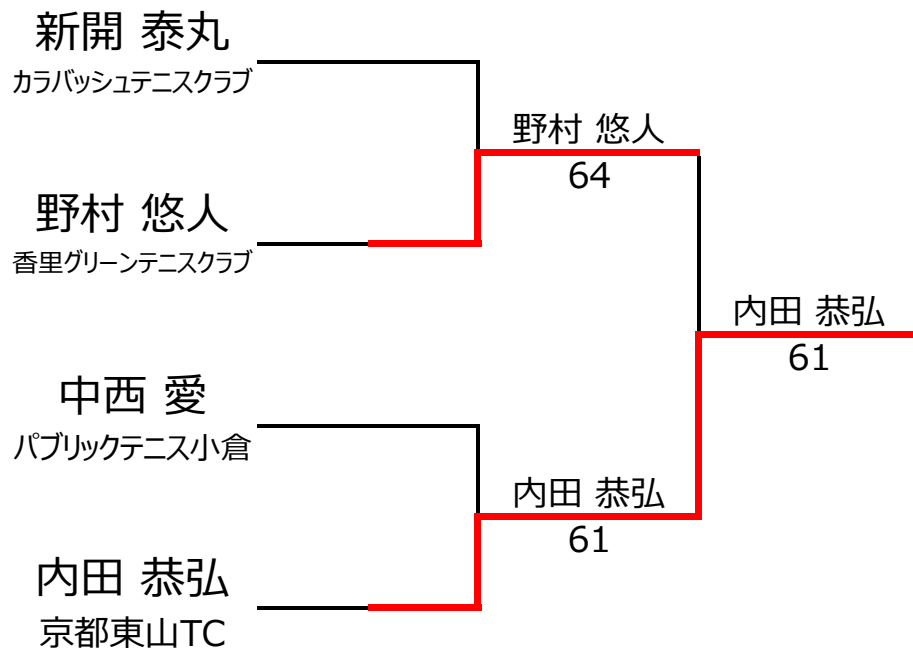 新開 泰丸
カラバッシュテニスクラブ
野村 悠人
64
野村 悠人
香里グリーンテニスクラブ
内田 恭弘
61
中西 愛
パブリックテニス小倉
内田 恭弘
61
内田 恭弘
京都東山TC